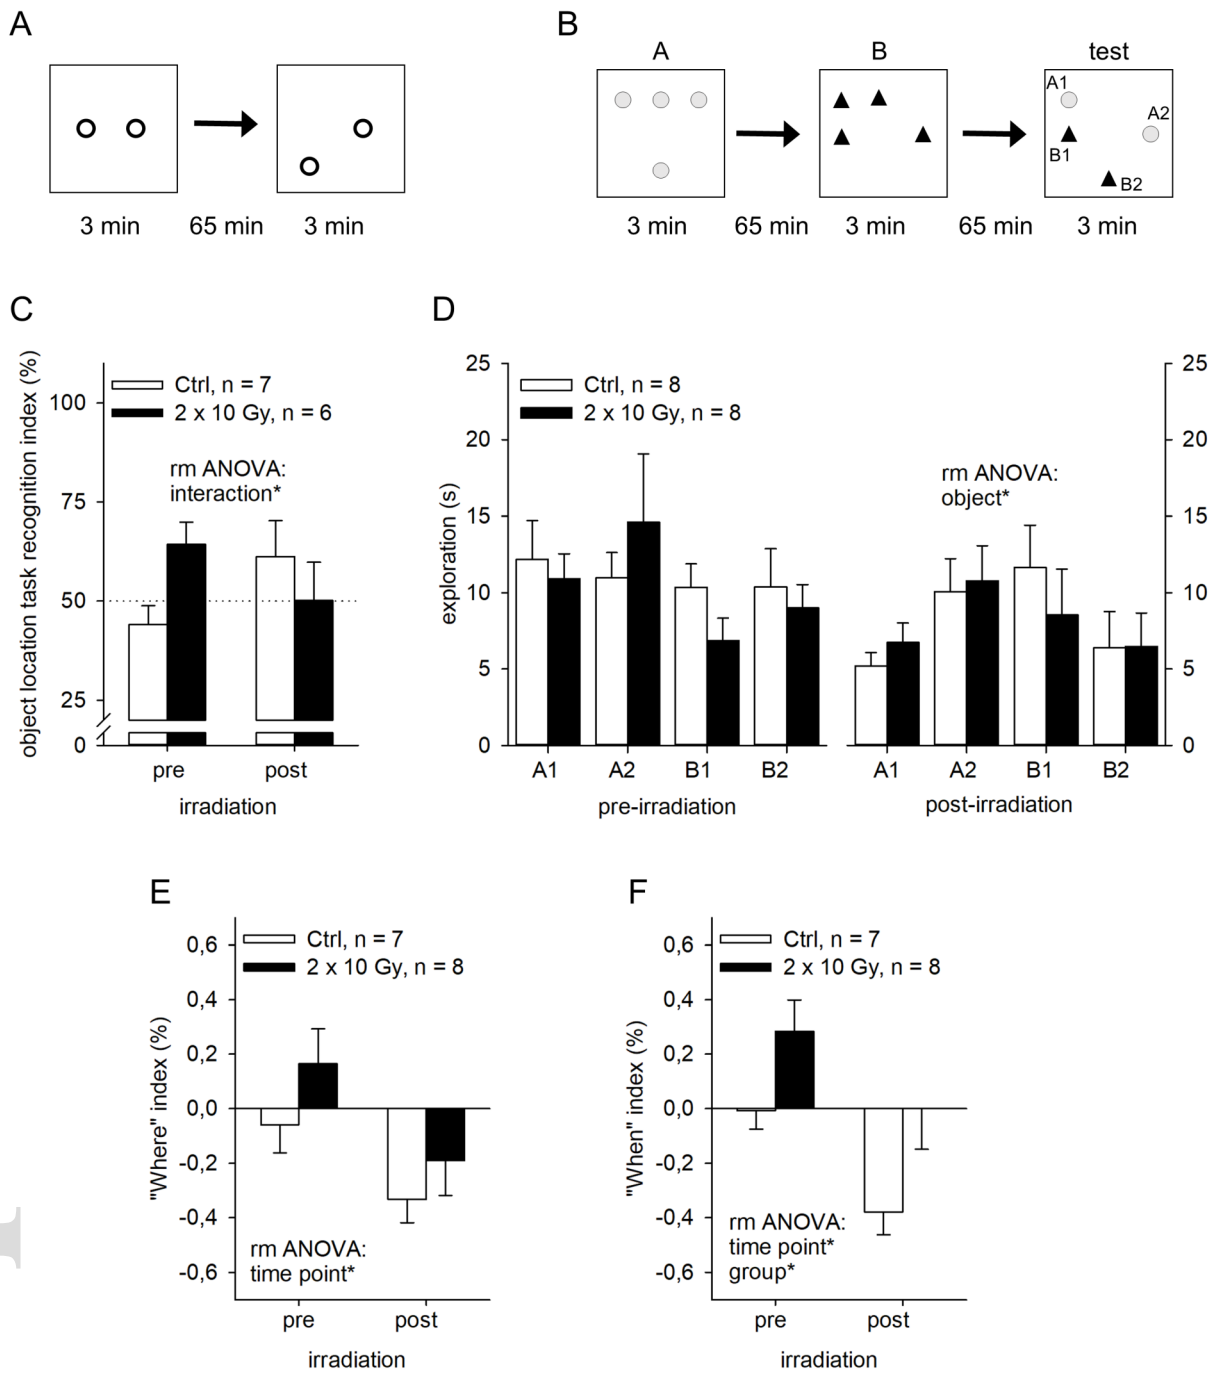 A
B
A
B
test
A1
A2
B1
B2
3 min
65 min
3 min
3 min
65 min
3 min
65 min
3 min
C
D
object location task recognition index (%)
100
75
50
25
0
Ctrl, n = 7
2 x 10 Gy, n = 6
rm ANOVA:
interaction*
pre
post
irradiation
exploration (s)
25
20
15
10
5
0
Ctrl, n = 8
2 x 10 Gy, n = 8
rm ANOVA:
object*
25
20
15
10
5
0
A1
A2
B1
B2
A1
A2
B1
B2
pre-irradiation
post-irradiation
E
F
"Where" index (%)
0,6
0,4
0,2
0,0
-0,2
-0,4
-0,6
Ctrl, n = 7
2 x 10 Gy, n = 8
rm ANOVA:
time point*
pre
post
irradiation
"When" index (%)
0,6
0,4
0,2
0,0
-0,2
-0,4
-0,6
Ctrl, n = 7
2 x 10 Gy, n = 8
rm ANOVA:
time point*
group*
pre
post
irradiation